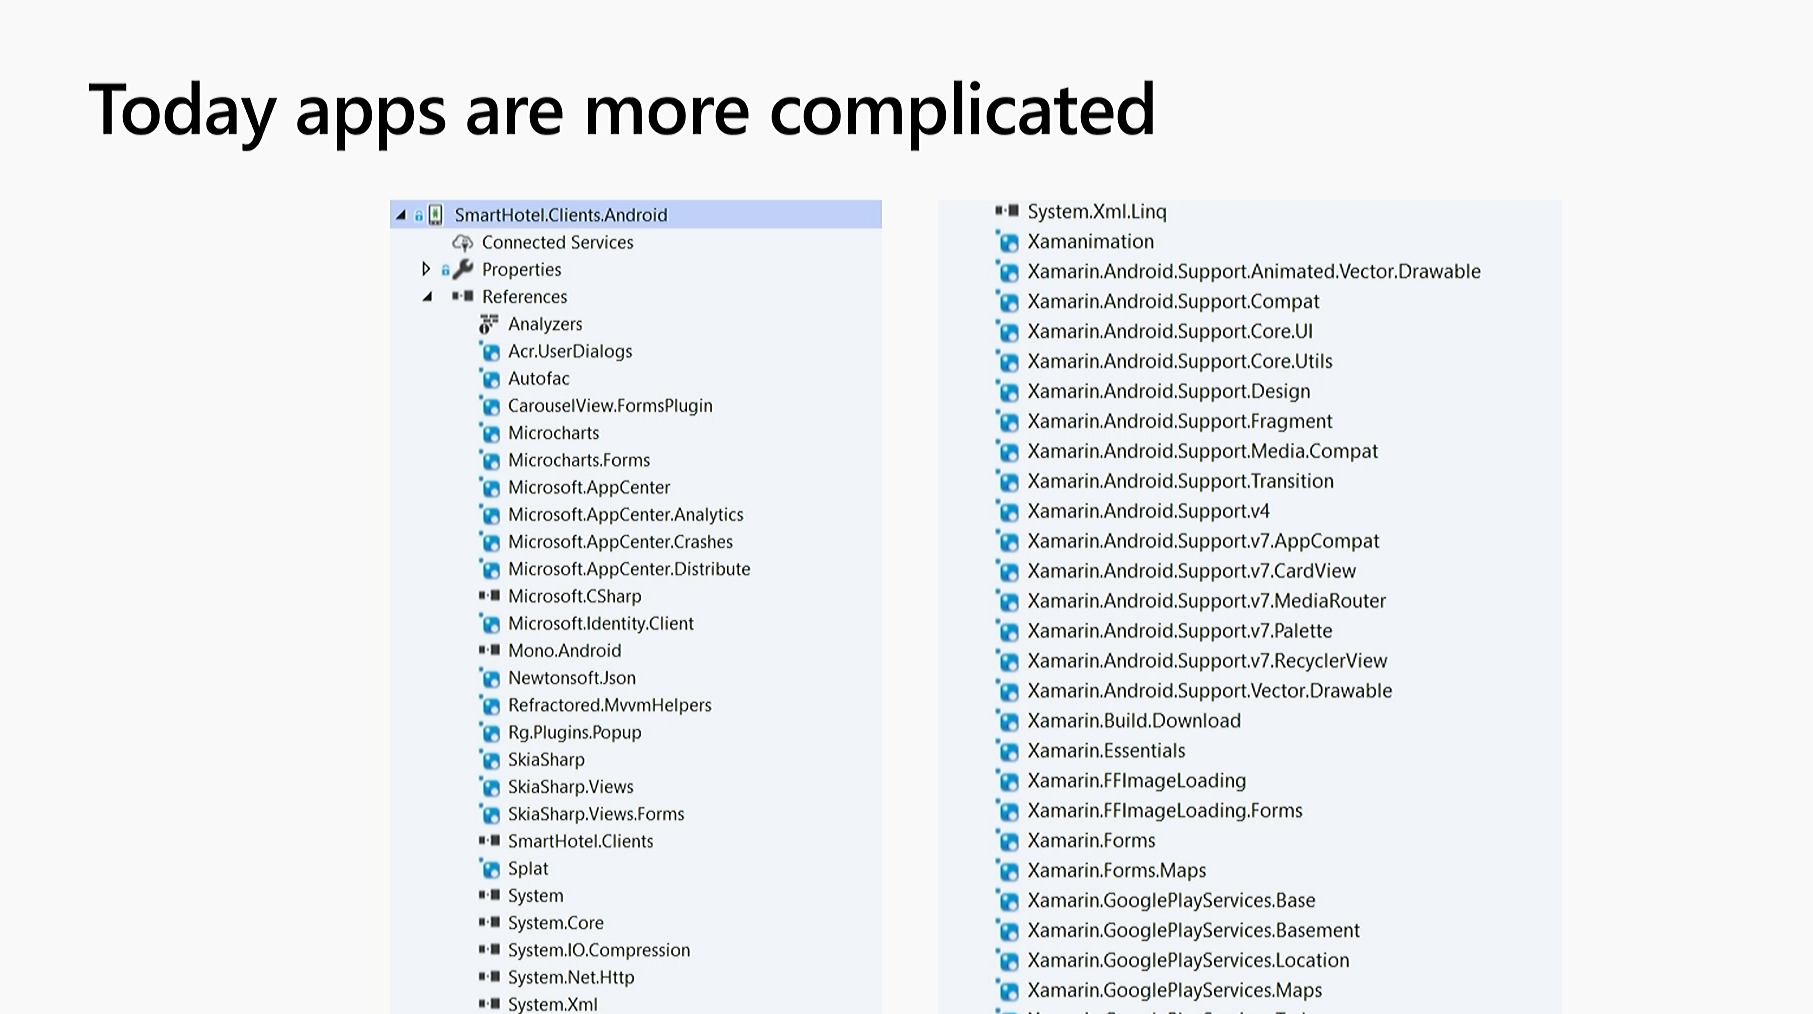 Today apps are more complicated
SmartHotel.Clients.Android
Connected Services
Properties
References
Analyzers
Acr.UserDialogs
Autofac
CarouselView.FormsPlugin
Microcharts
Microcharts.Forms
Microsoft.AppCenter
Microsoft.AppCenter.Analytics
Microsoft.AppCenter.Crashes
Microsoft.AppCenter.Distribute
Microsoft.CSharp
Microsoft.Identity.Client
Mono.Android
Newtonsoft.Json
Refractored.MvvmHelpers
Rg.Plugins.Popup
SkiaSharp
SkiaSharp.Views
SkiaSharp.Views.Forms
SmartHotel.Clients
Splat
System
System.Core
System.IO.Compression
System.Net.Http
System.Xml
System.Xml.Linq
Xamanimation
Xamarin.Android.Support.Animated.Vector.Drawable
Xamarin.Android.Support.Compat
Xamarin.Android.Support.Core.UI
Xamarin.Android.Support.Core.Utils
Xamarin.Android.Support.Design
Xamarin.Android.Support.Fragment
Xamarin.Android.Support.Media.Compat
Xamarin.Android.Support.Transition
Xamarin.Android.Support.v4
Xamarin.Android.Support.v7.AppCompat
Xamarin.Android.Support.v7.CardView
Xamarin.Android.Support.v7.MediaRouter
Xamarin.Android.Support.v7.Palette
Xamarin.Android.Support.v7.RecyclerView
Xamarin.Android.Support.Vector.Drawable
Xamarin.Build.Download
Xamarin.Essentials
Xamarin.FFImageLoading
Xamarin.FFImageLoading.Forms
Xamarin.Forms
Xamarin.Forms.Maps
Xamarin.GooglePlayServices.Base
Xamarin.GooglePlayServices.Basement
Xamarin.GooglePlayServices.Location
Xamarin.GooglePlayServices.Maps